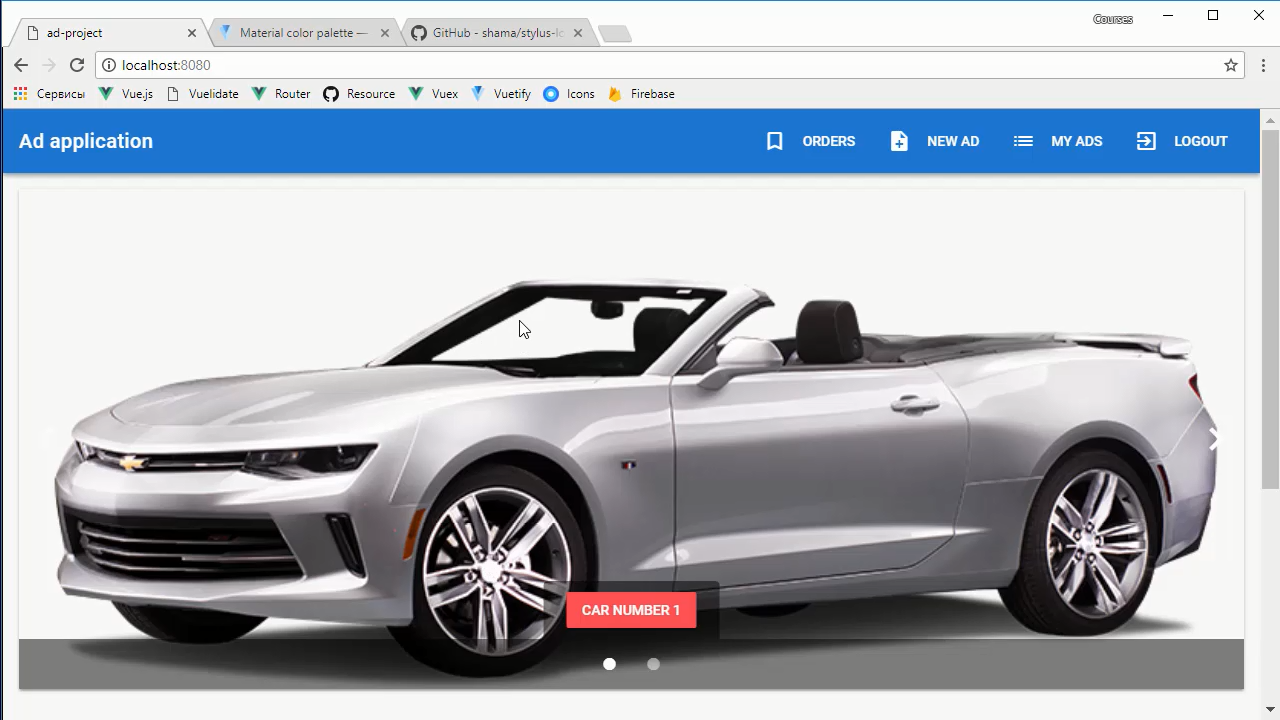 Courses
ad-project
Material color palette —
GitHub - shama/stylus-lo
localhost:8080
Сервисы Vue.js Vuelidate Router Resource Vuex Vuetify Icons Firebase
Ad application ORDERS NEW AD MY ADS LOGOUT
CAR NUMBER 1